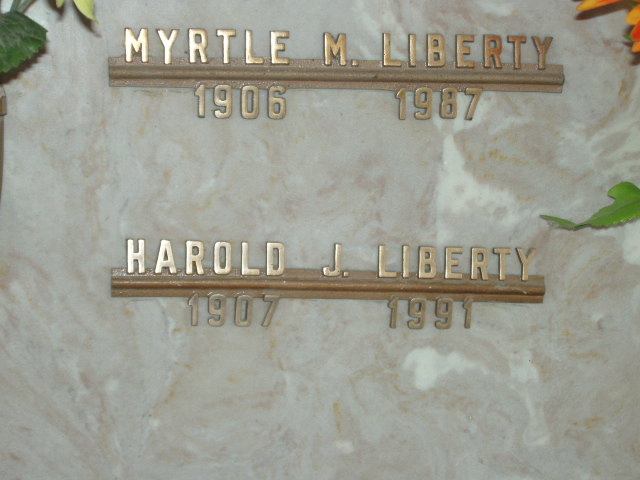 MYRTLE M. LIBERTY
1906 1987
HAROLD J. LIBERTY
1907 1991